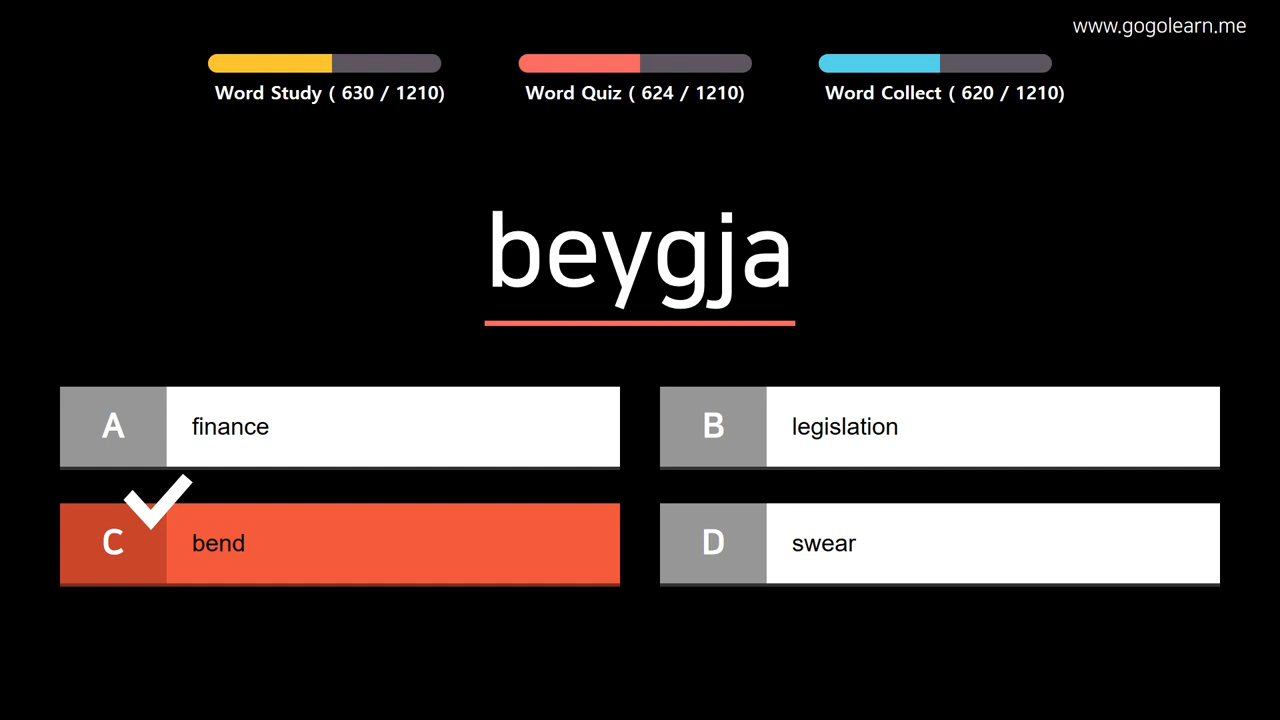 www.gogolearn.me
Word Study ( 630 / 1210)
Word Quiz ( 624 / 1210)
Word Collect ( 620 / 1210)
beygja
A finance
B legislation
C bend
D swear